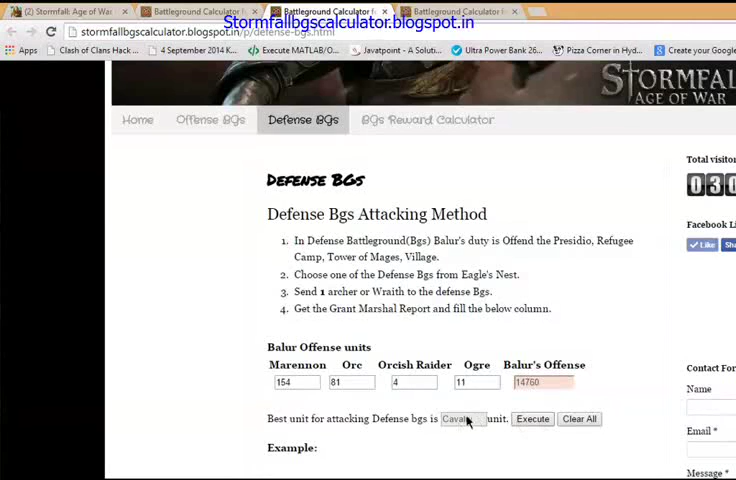 (2) Stormfall: Age of War
Battleground Calculator
Battleground Calculator
Battleground Calculator
Stormfallbgscalculator.blogspot.in
stormfallbgscalculator.blogspot.in/p/defense-bg.html
Apps Clash of Clans Hack ... 4 September 2014 K... Execute MATLAB/O... Javatpoint - A Soluti... Ultra Power Bank 26... Pizza Corner in Hyd... Create your Google
STORMFAL
AGE OF WAR
Home Offense BGs Defense BGs BGs Reward Calculator
Total visitor
030
DEFENSE BGS
Defense Bgs Attacking Method
Facebook Li
Like Sha
1. In Defense Battleground(Bgs) Balur's duty is Offend the Presidio, Refugee
Camp, Tower of Mages, Village.
2. Choose one of the Defense Bgs from Eagle's Nest.
3. Send 1 archer or Wraith to the defense Bgs.
4. Get the Grant Marshal Report and fill the below column.
Balur Offense units
Marennon Orc Orcish Raider Ogre Balur's Offense
154 81 4 11 14760
Contact For
Name
Best unit for attacking Defense bgs is Caval unit. Execute Clear All
Email *
Example:
Message *